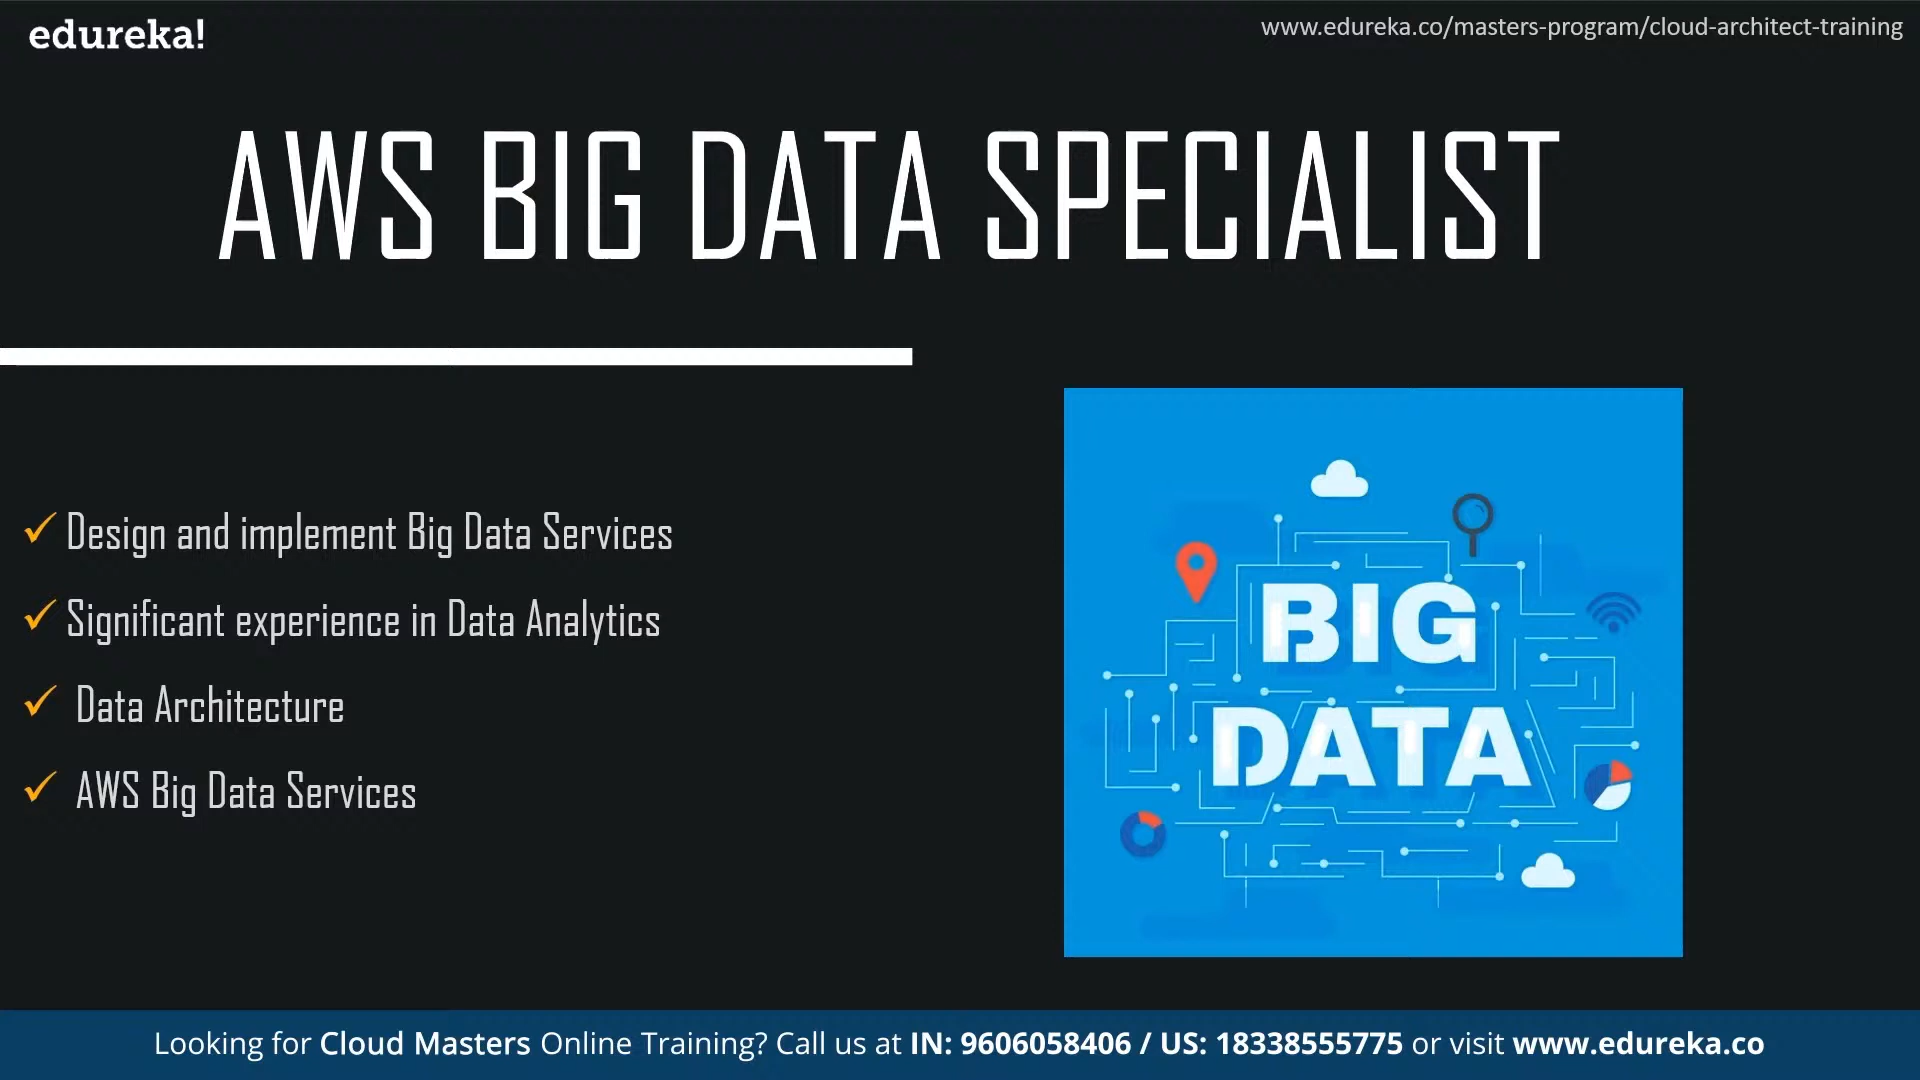 edureka!
www.edureka.co/masters-program/cloud-architect-training
AWS BIG DATA SPECIALIST
Design and implement Big Data Services
Significant experience in Data Analytics
Data Architecture
AWS Big Data Services
BIG
DATA
Looking for Cloud Masters Online Training? Call us at IN: 9606058406 / US: 18338555775 or visit www.edureka.co